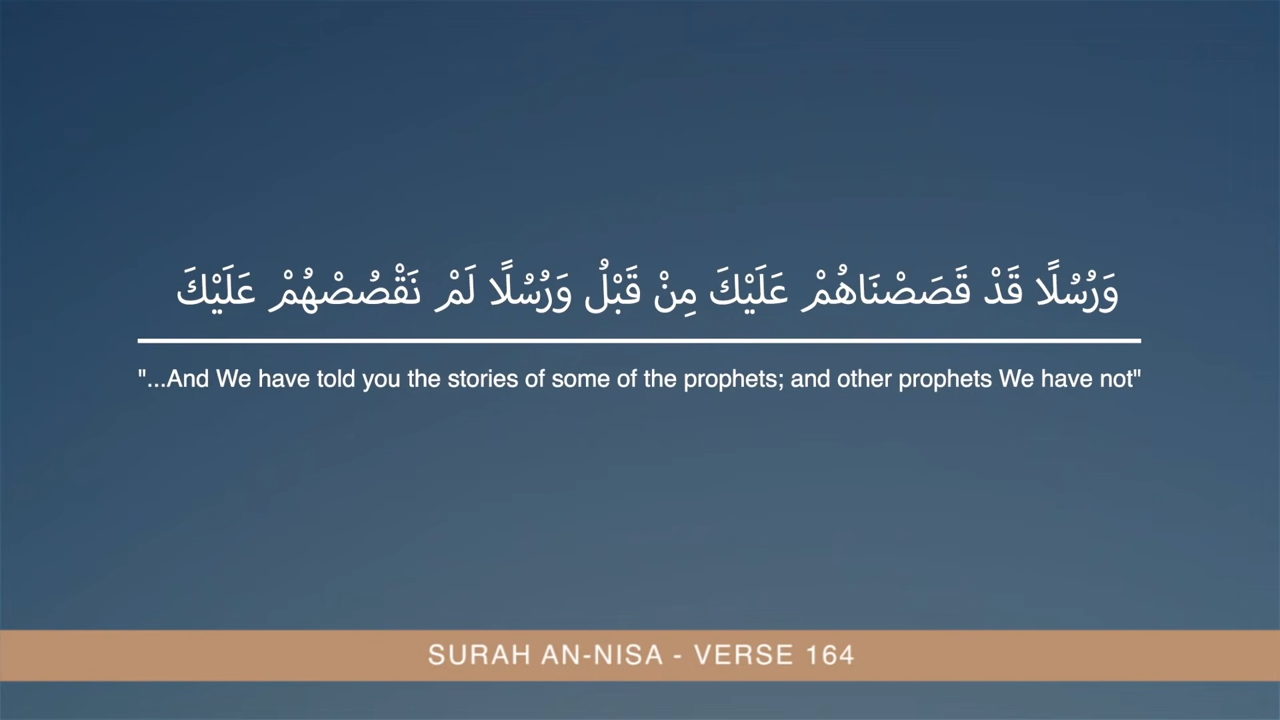 وَرُسُلًا قَدْ قَصَصْنَاهُمْ عَلَيْكَ مِنْ قَبْلُ وَرُسُلًا لَمْ نَقْصُصْهُمْ عَلَيْكَ
"...And We have told you the stories of some of the prophets; and other prophets We have not"
SURAH AN-NISA - VERSE 164